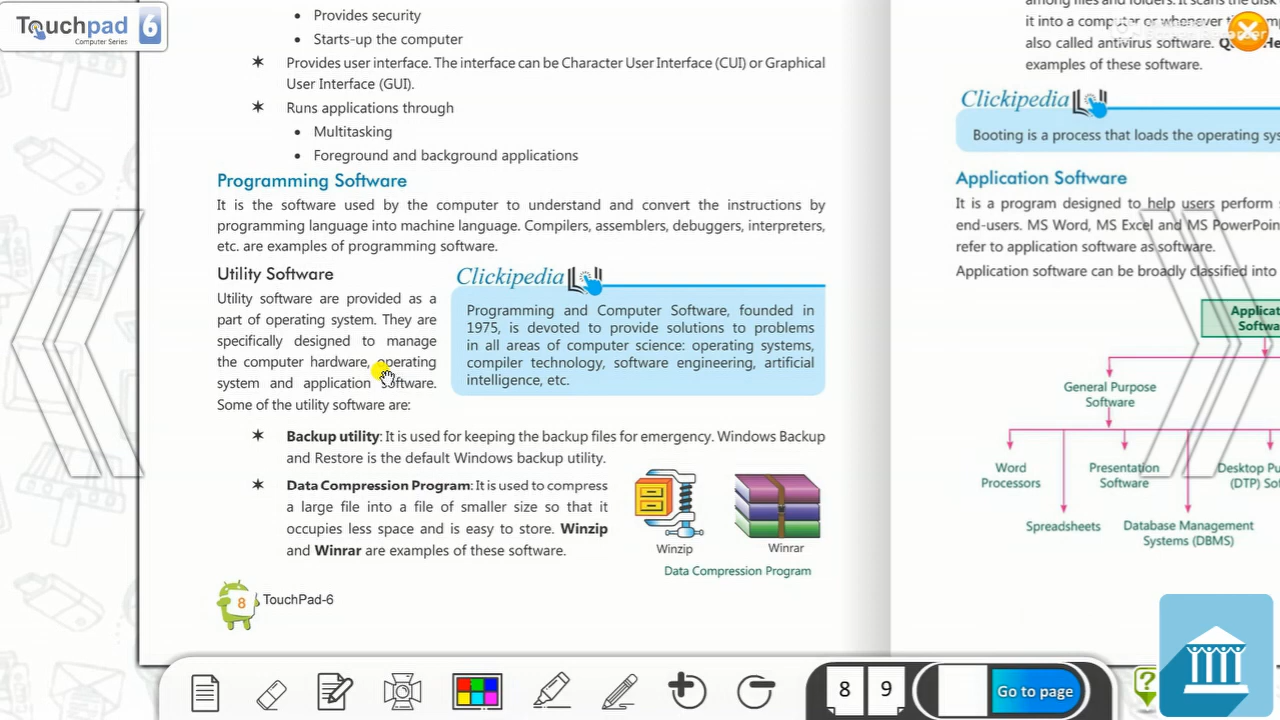 Touchpad 6
Computer Series
• Provides security
• Starts-up the computer
Provides user interface. The interface can be Character User Interface (CUI) or Graphical
User Interface (GUI).
Runs applications through
• Multitasking
• Foreground and background applications
Programming Software
It is the software used by the computer to understand and convert the instructions by
programming language into machine language. Compilers, assemblers, debuggers, interpreters,
etc. are examples of programming software.
Utility Software
Utility software are provided as a
part of operating system. They are
specifically designed to manage
the computer hardware, operating
system and application software.
Some of the utility software are:
Clickipedia
Programming and Computer Software, founded in
1975, is devoted to provide solutions to problems
in all areas of computer science: operating systems,
compiler technology, software engineering, artificial
intelligence, etc.
Backup utility: It is used for keeping the backup files for emergency. Windows Backup
and Restore is the default Windows backup utility.
Data Compression Program: It is used to compress
a large file into a file of smaller size so that it
occupies less space and is easy to store. Winzip
and Winrar are examples of these software.
Winzip
Winrar
Data Compression Program
8
TouchPad-6
among files and folders. It scans the disk
it into a computer or whenever
also called antivirus software.
examples of these software.
Clickipedia
Booting is a process that loads the operating sys
Application Software
It is a program designed to help users perform
end-users. MS Word, MS Excel and MS PowerPoin
refer to application software as software.
Application software can be broadly classified into
Applicat
Softwa
General Purpose
Software
Word
Processors
Presentation
Software
Desktop Pu
(DTP) So
Spreadsheets
Database Management
Systems (DBMS)
8 9
Go to page
?